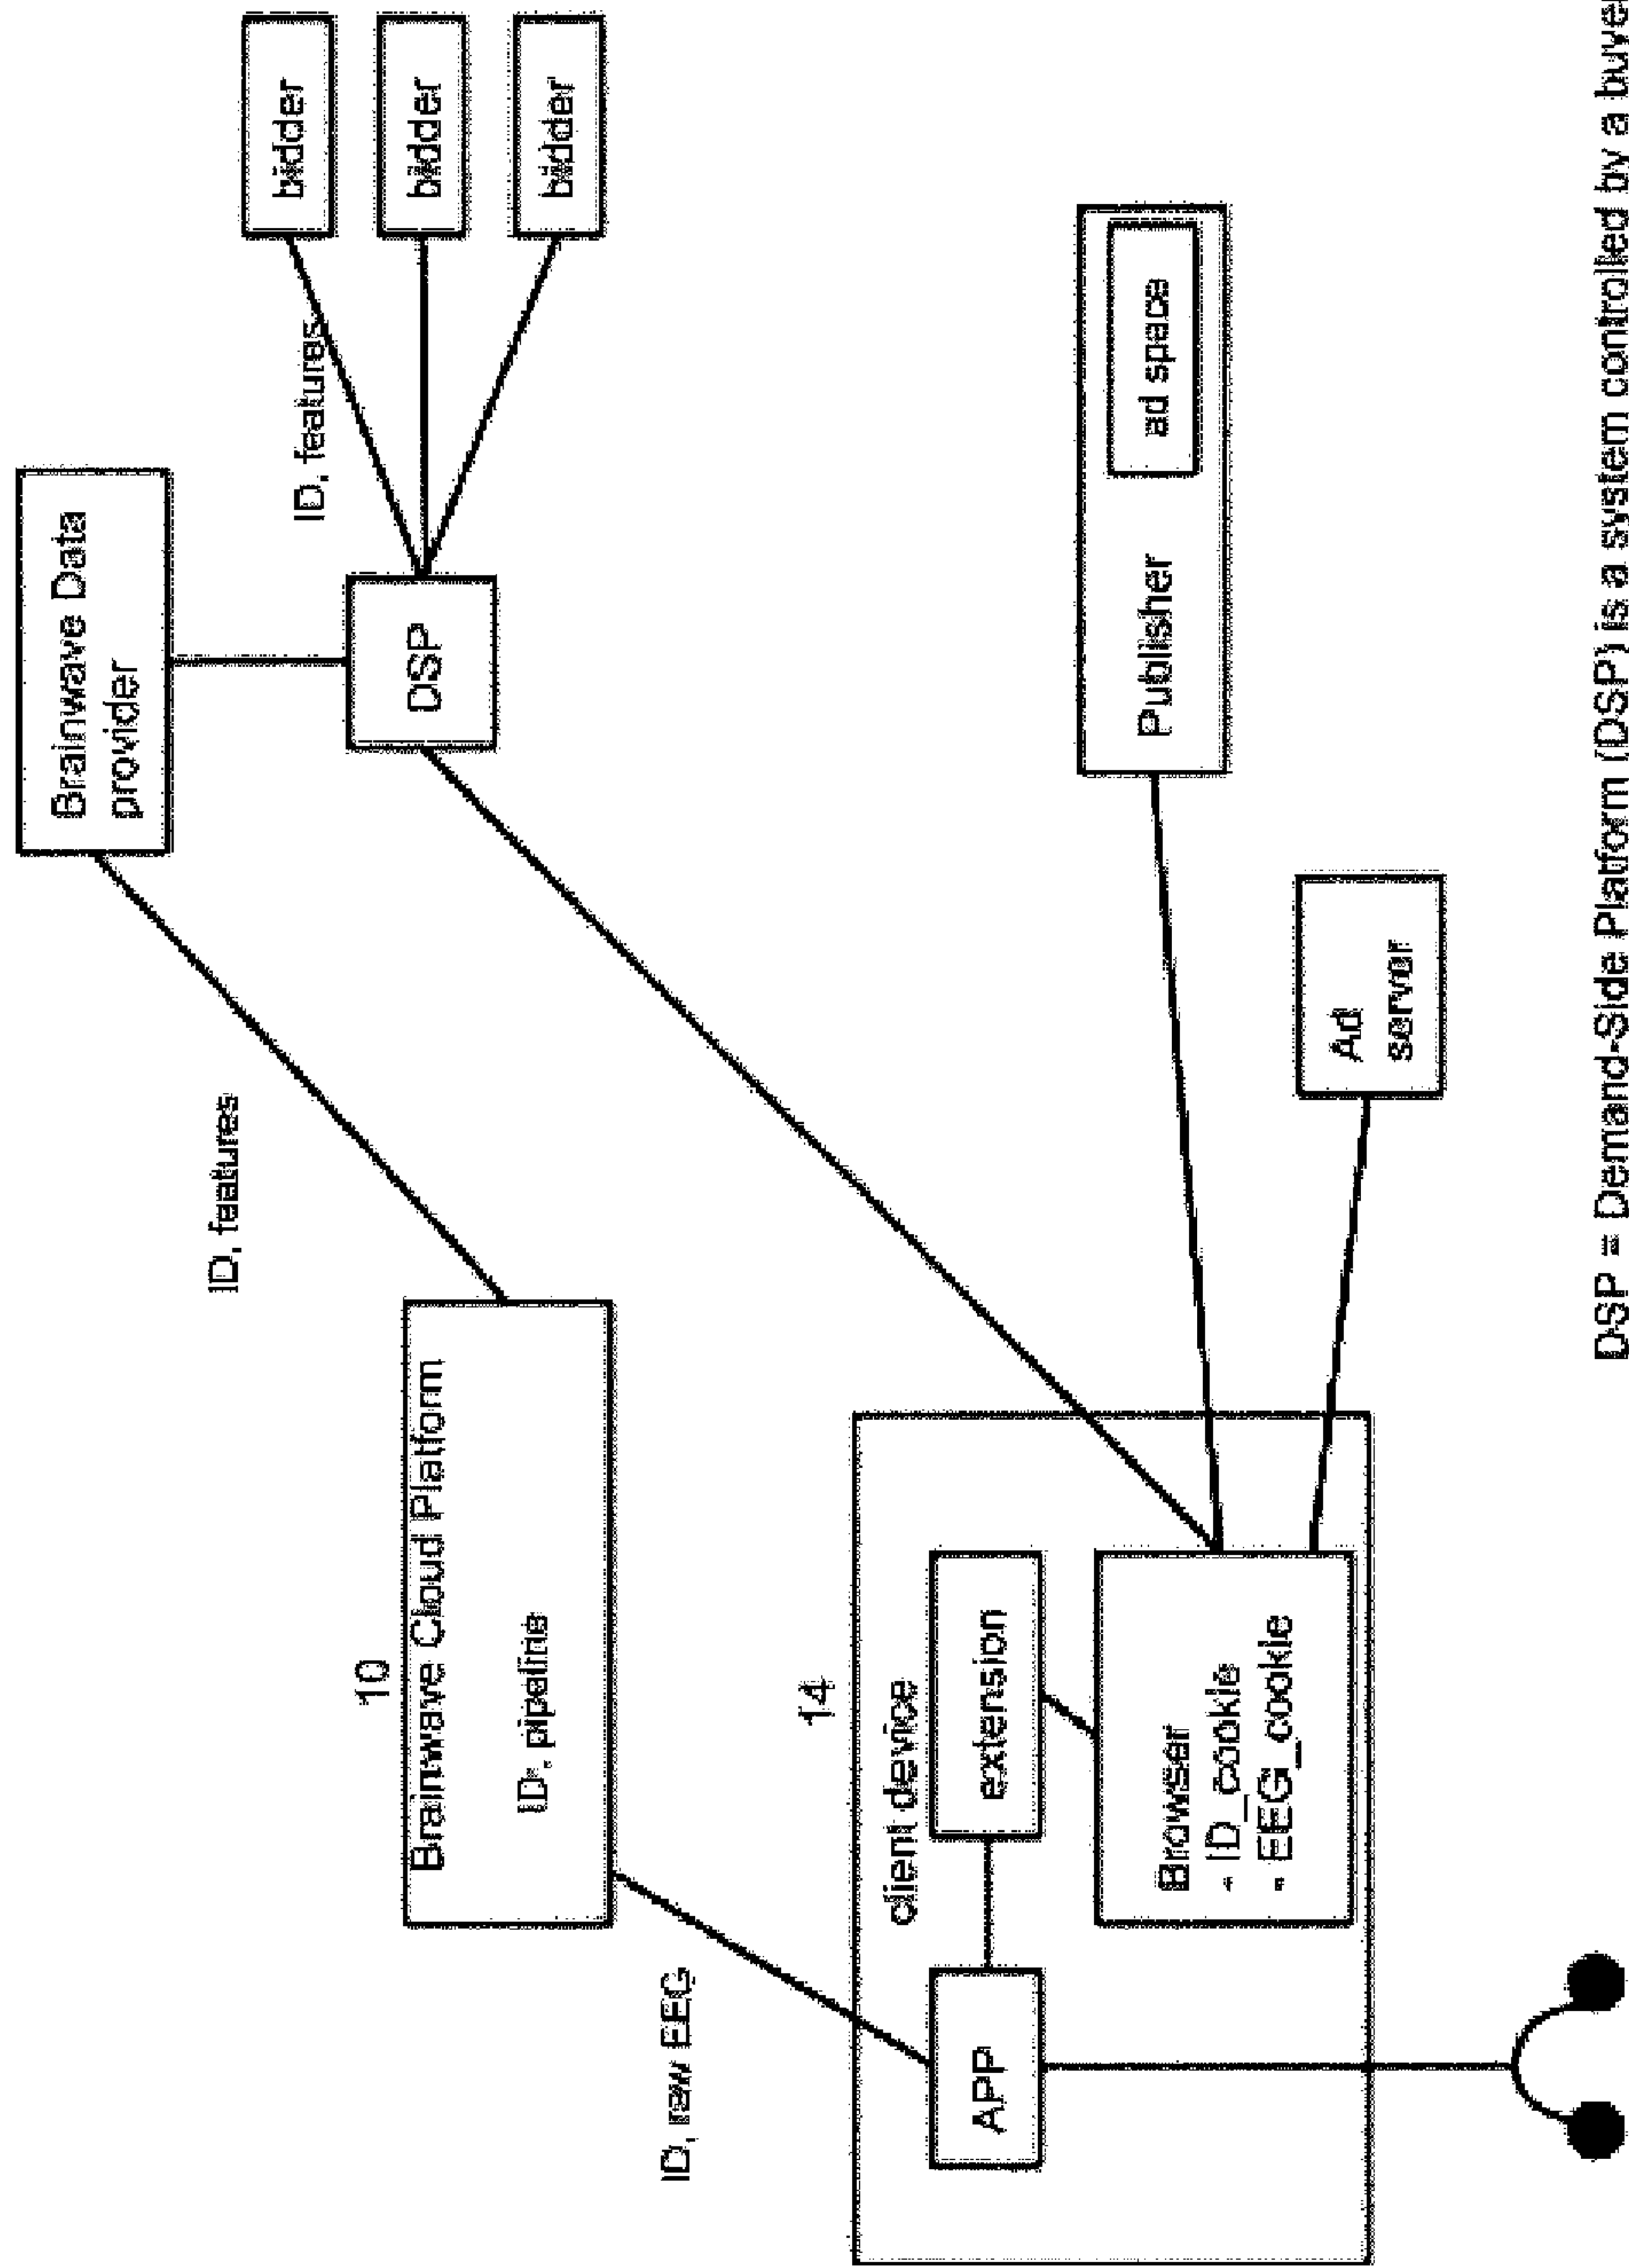 Brainwave Data
provider
ID, features
bidder
bidder
bidder
DSP
ID, features
10
Brainwave Cloud Platform
ID, pipeline
ID, raw EEG
14
client device
APP
extension
Browser
- ID_cookie
- EEG_cookie
Publisher
ad space
Ad
server
DSP = Demand-Side Platform (DSP) is a system controlled by a